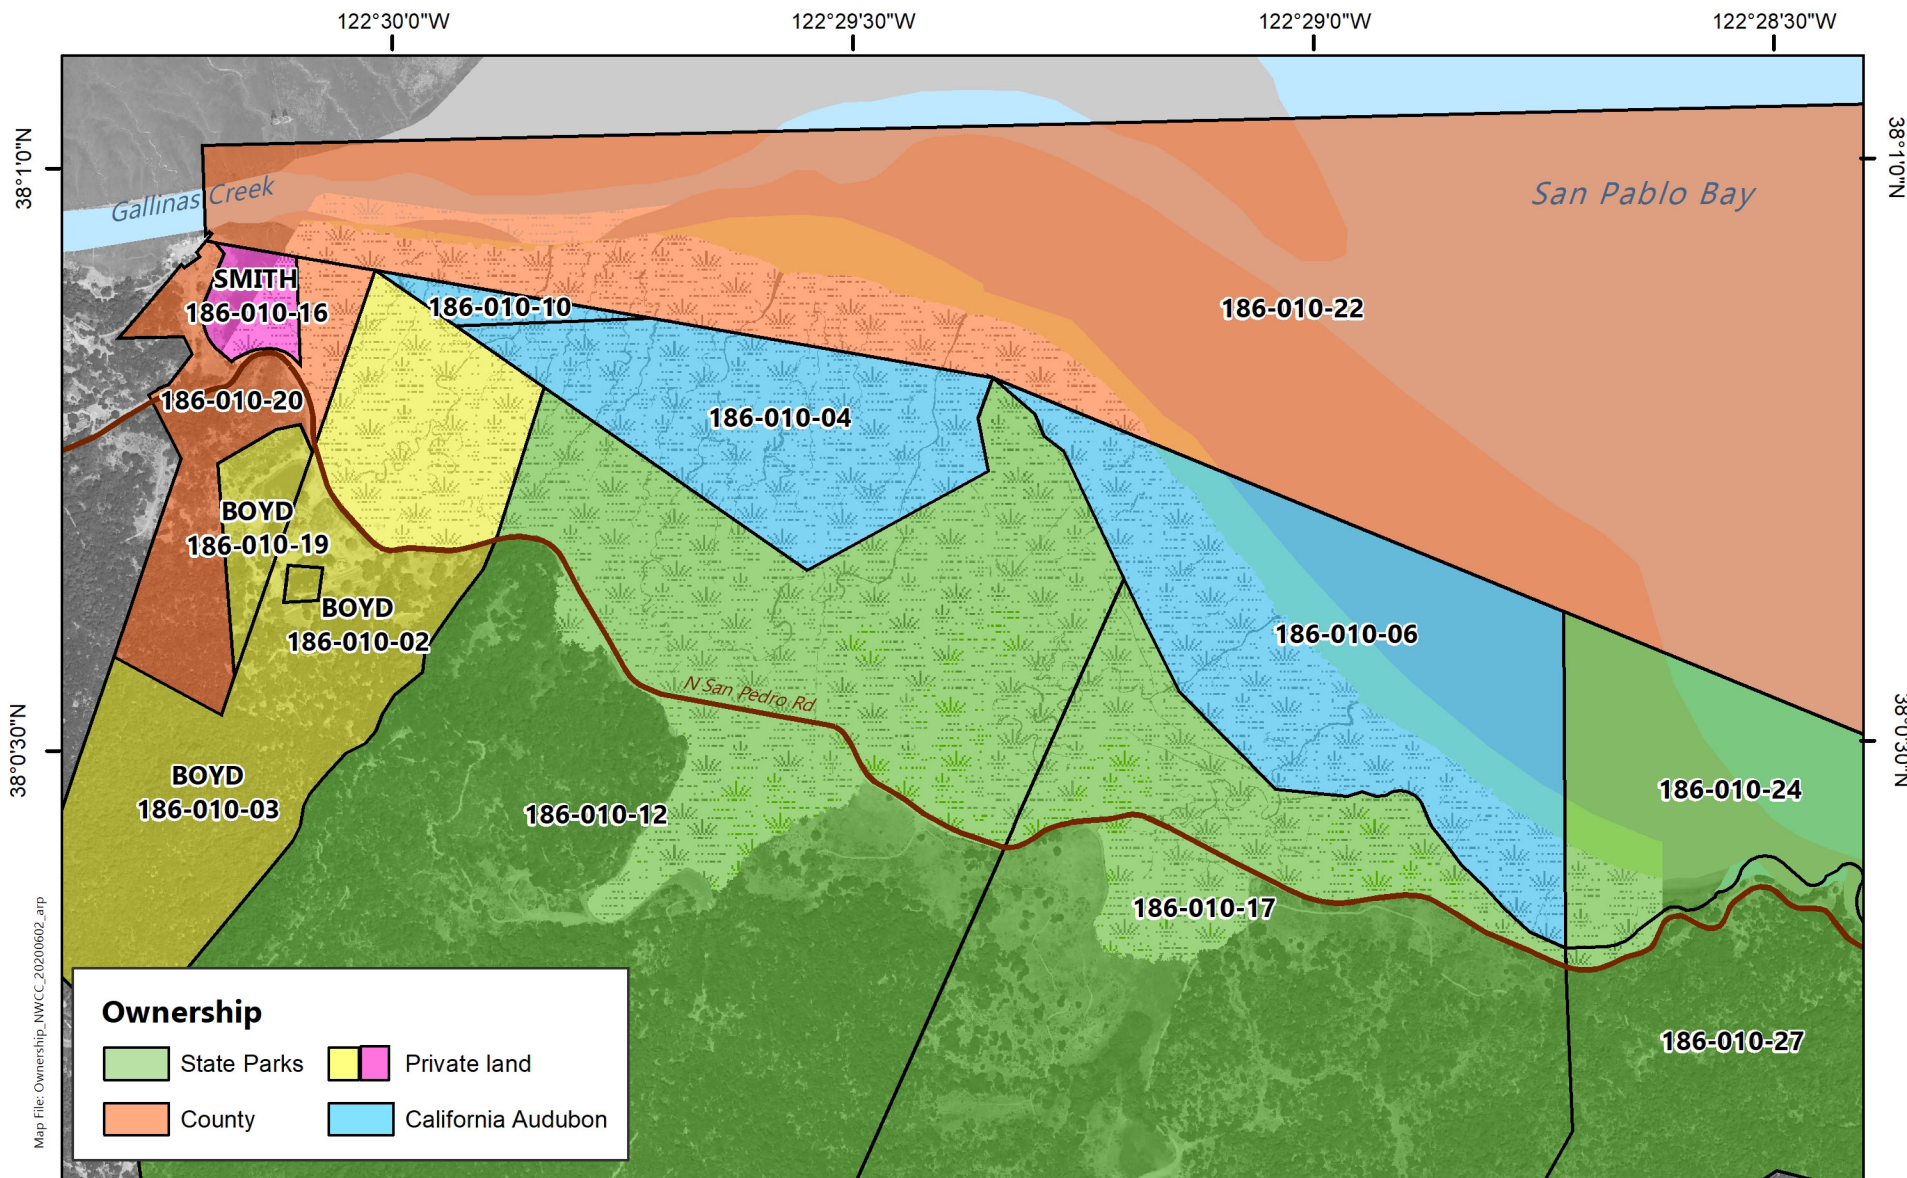 122°30'0"W
122°29'30"W
122°29'0"W
122°28'30"W
38°1'0"N
38°1'0"N
Gallinas Creek
San Pablo Bay
SMITH
186-010-16
186-010-10
186-010-22
186-010-20
186-010-04
BOYD
186-010-19
BOYD
186-010-02
186-010-06
N San Pedro Rd
38°0'30"N
38°0'30"N
BOYD
186-010-03
186-010-12
186-010-24
186-010-17
186-010-27
Ownership
State Parks
Private land
County
California Audubon
Map File: Ownership_NWCC_20200602_arp